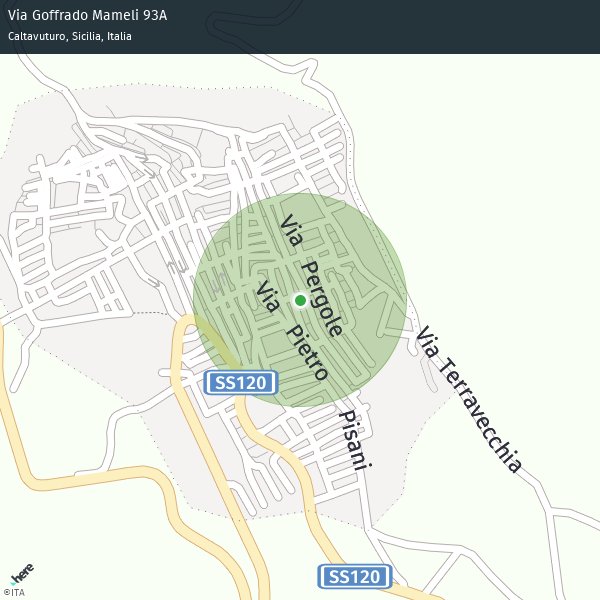 Via Goffrado Mameli 93A
Caltavuturo, Sicilia, Italia
Via Pergole
Via Pietro Pisani
Via Terravecchia
SS120
SS120
here
©ITA